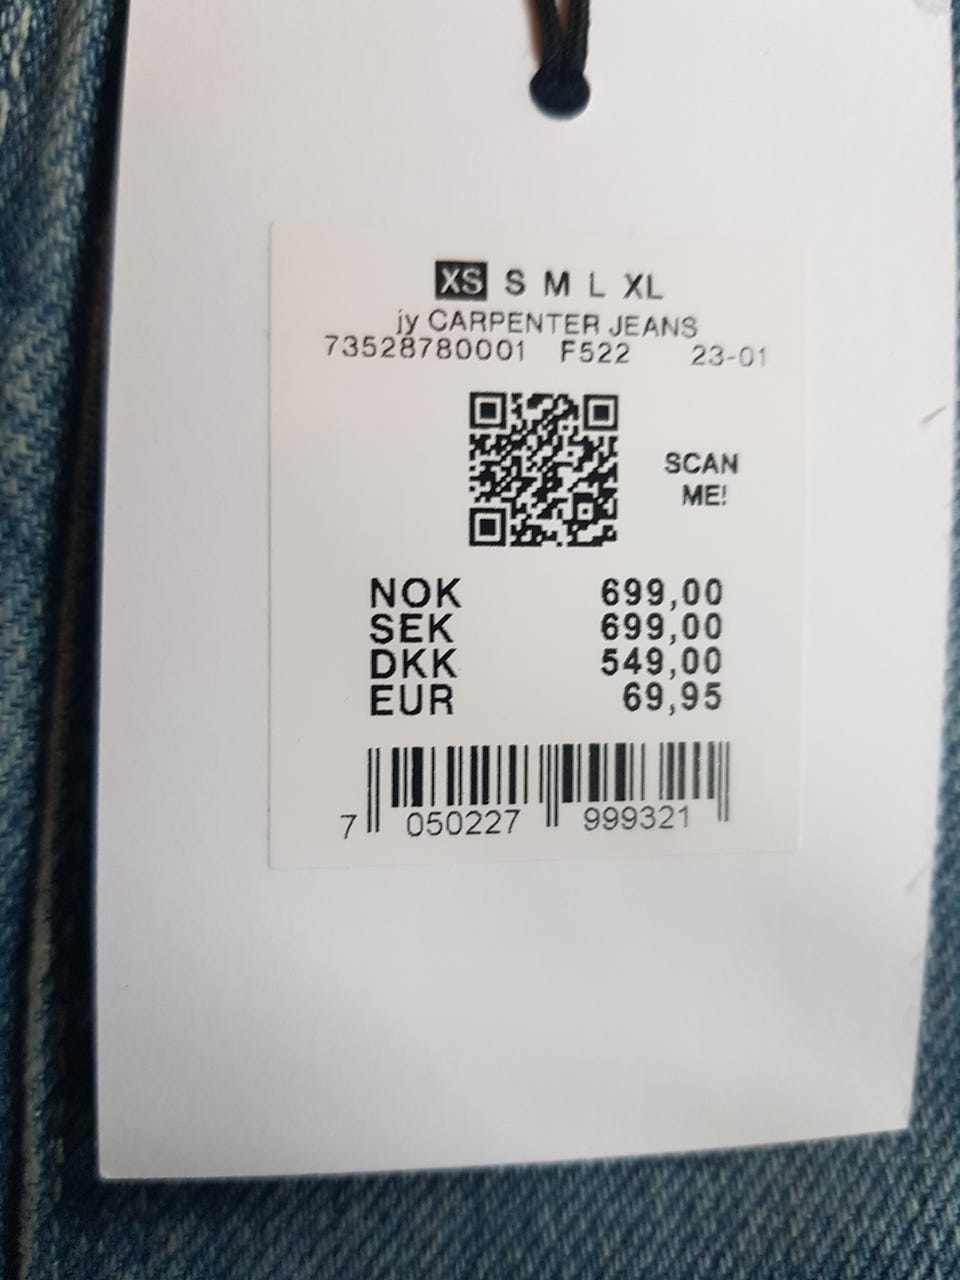 XS S M L XL
jy CARPENTER JEANS
73528780001 F522 23-01
SCAN
ME!
NOK 699,00
SEK 699,00
DKK 549,00
EUR 69,95
7 050227 999321